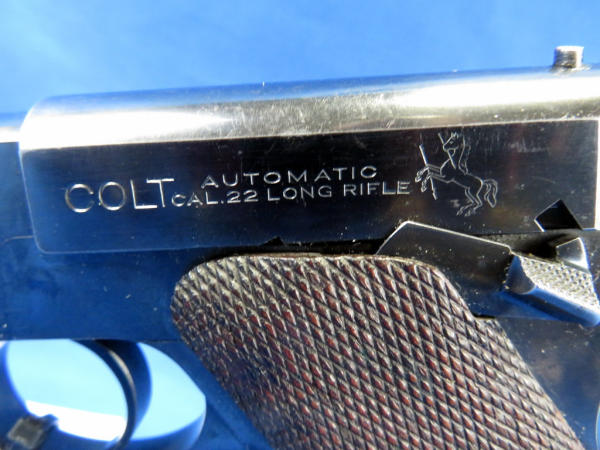 COLT AUTOMATIC
CAL. 22 LONG RIFLE